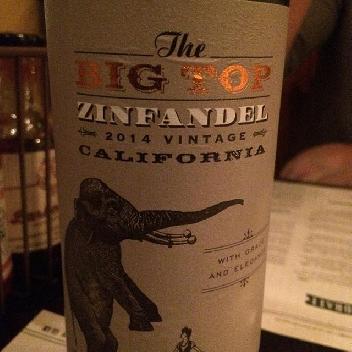 The
BIG TOP
ZINFANDEL
2014 VINTAGE
CALIFORNIA
WITH GRACE
AND ELEGANCE